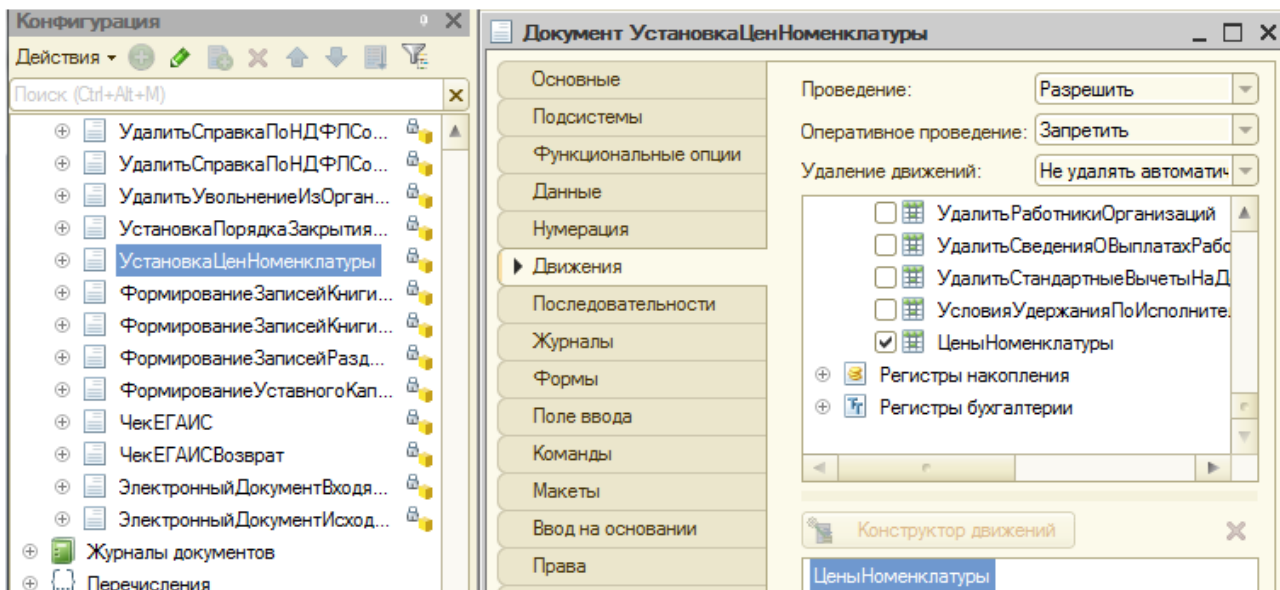 Конфигурация
Действия
Поиск (Ctrl+Alt+M)
УдалитьСправкаПоНДФЛСо...
УдалитьСправкаПоНДФЛСо...
УдалитьУвольнениеИзОрган...
УстановкаПорядкаЗакрытия...
УстановкаЦенНоменклатуры
ФормированиеЗаписейКниги...
ФормированиеЗаписейКниги...
ФормированиеЗаписейРазд...
ФормированиеУставногоКап...
ЧекЕГАИС
ЧекЕГАИСВозврат
ЭлектронныйДокументВходя...
ЭлектронныйДокументИсход...
Журналы документов
Перечисления
Документ УстановкаЦенНоменклатуры
Основные
Подсистемы
Функциональные опции
Данные
Нумерация
Движения
Последовательности
Журналы
Формы
Поле ввода
Команды
Макеты
Ввод на основании
Права
Проведение: Разрешить
Оперативное проведение: Запретить
Удаление движений: Не удалять автоматич
УдалитьРаботникиОрганизаций
УдалитьСведенияОВыплатахРабо
УдалитьСтандартныеВычетыНаД
УсловияУдержанияПоИсполните.
ЦеныНоменклатуры
Регистры накопления
Регистры бухгалтерии
Конструктор движений
ЦеныНоменклатуры